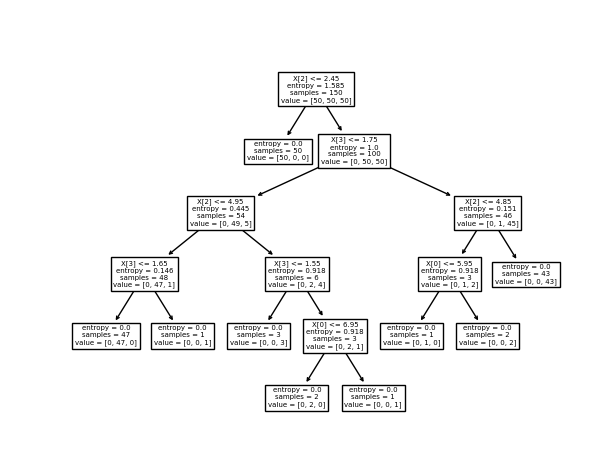 X[2] <= 2.45
entropy = 1.585
samples = 150
value = [50, 50, 50]
entropy = 0.0
samples = 50
value = [50, 0, 0]
X[3] <= 1.75
entropy = 1.0
samples = 100
value = [0, 50, 50]
X[2] <= 4.95
entropy = 0.445
samples = 54
value = [0, 49, 5]
X[2] <= 4.85
entropy = 0.151
samples = 46
value = [0, 1, 45]
X[3] <= 1.65
entropy = 0.146
samples = 48
value = [0, 47, 1]
X[3] <= 1.55
entropy = 0.918
samples = 6
value = [0, 2, 4]
X[0] <= 5.95
entropy = 0.918
samples = 3
value = [0, 1, 2]
entropy = 0.0
samples = 43
value = [0, 0, 43]
entropy = 0.0
samples = 47
value = [0, 47, 0]
entropy = 0.0
samples = 1
value = [0, 0, 1]
entropy = 0.0
samples = 3
value = [0, 0, 3]
X[0] <= 6.95
entropy = 0.918
samples = 3
value = [0, 2, 1]
entropy = 0.0
samples = 1
value = [0, 1, 0]
entropy = 0.0
samples = 2
value = [0, 0, 2]
entropy = 0.0
samples = 2
value = [0, 2, 0]
entropy = 0.0
samples = 1
value = [0, 0, 1]